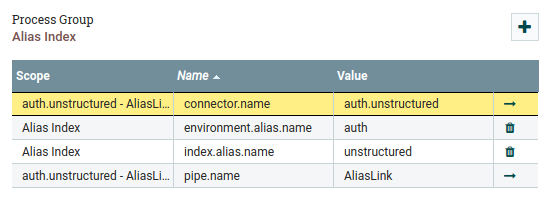 Process Group
Alias Index
Scope Name Value
auth.unstructured - AliasLi... connector.name auth.unstructured
Alias Index environment.alias.name auth
Alias Index index.alias.name unstructured
auth.unstructured - AliasLi... pipe.name AliasLink